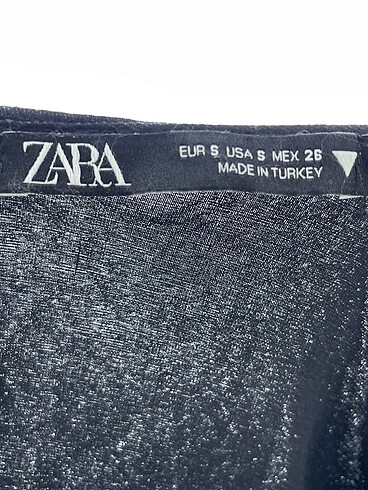 ZARA
EUR S USA S MEX 26
MADE IN TURKEY